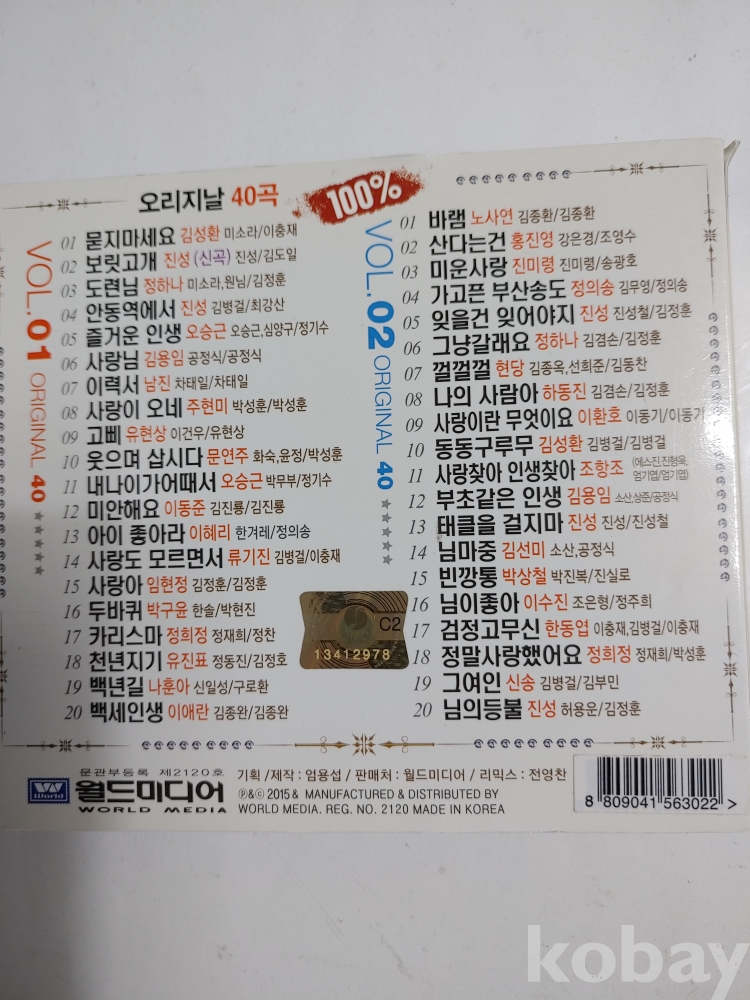 오리지날 40곡
100%
VOL.01 ORIGINAL 40
01 묻지마세요 김성환 미소라/이충재
02 보릿고개 진성(신곡) 진성/김도일
03 도련님 정하나 미소라,원님/김정훈
04 안동역에서 진성 김병걸/최강산
05 즐거운 인생 오승근 오승근,심양구/정기수
06 사랑님 김용임 공정식/공정식
07 이력서 남진 차태일/차태일
08 사랑이 오네 주현미 박성훈/박성훈
09 고삐 유현상 이건우/유현상
10 웃으며 삽시다 문연주 화숙,윤정/박성훈
11 내나이가어때서 오승근 박무부/정기수
12 미안해요 이동준 김진룡/김진룡
13 아이 좋아라 이혜리 한겨레/정의송
14 사랑도 모르면서 류기진 김병걸/이충재
15 사랑아 임현정 김정훈/김정훈
16 두바퀴 박구윤 한솔/박현진
17 카리스마 정희정 정재희/정찬
18 천년지기 유진표 정동진/김정호
19 백년길 나훈아 신일성/구로환
20 백세인생 이애란 김종완/김종완
VOL.02 ORIGINAL 40
01 바램 노사연 김종환/김종환
02 산다는건 홍진영 강은경/조영수
03 미운사랑 진미령 진미령/송광호
04 가고픈 부산송도 정의송 김무영/정의송
05 잊을건 잊어야지 진성 진성철/김정훈
06 그냥갈래요 정하나 김겸손/김정훈
07 껄껄껄 현당 김종옥,선희준/김동찬
08 나의 사람아 하동진 김겸손/김정훈
09 사랑이란 무엇이요 이환호 이동기/이동기
10 동동구루무 김성환 김병걸/김병걸
11 사랑찾아 인생찾아 조항조 (에스진,진형욱, 엄기엽/엄기엽)
12 부초같은 인생 김용임 소산,상준/공정식
13 태클을 걸지마 진성 진성/진성철
14 님마중 김선미 소산,공정식
15 빈깡통 박상철 박진복/진실로
16 님이좋아 이수진 조은형/정주희
17 검정고무신 한동엽 이충재,김병걸/이충재
18 정말사랑했어요 정희정 정재희/박성훈
19 그여인 신송 김병걸/김부민
20 님의등불 진성 허용운/김정훈
C2
13412978
World
문관부등록 제2120호
월드미디어
WORLD MEDIA
기획/제작 : 엄용섭 / 판매처 : 월드미디어 / 리믹스 : 전영찬
℗&© 2015 & MANUFACTURED & DISTRIBUTED BY
WORLD MEDIA. REG. NO. 2120 MADE IN KOREA
8 809041 563022 >
kobay